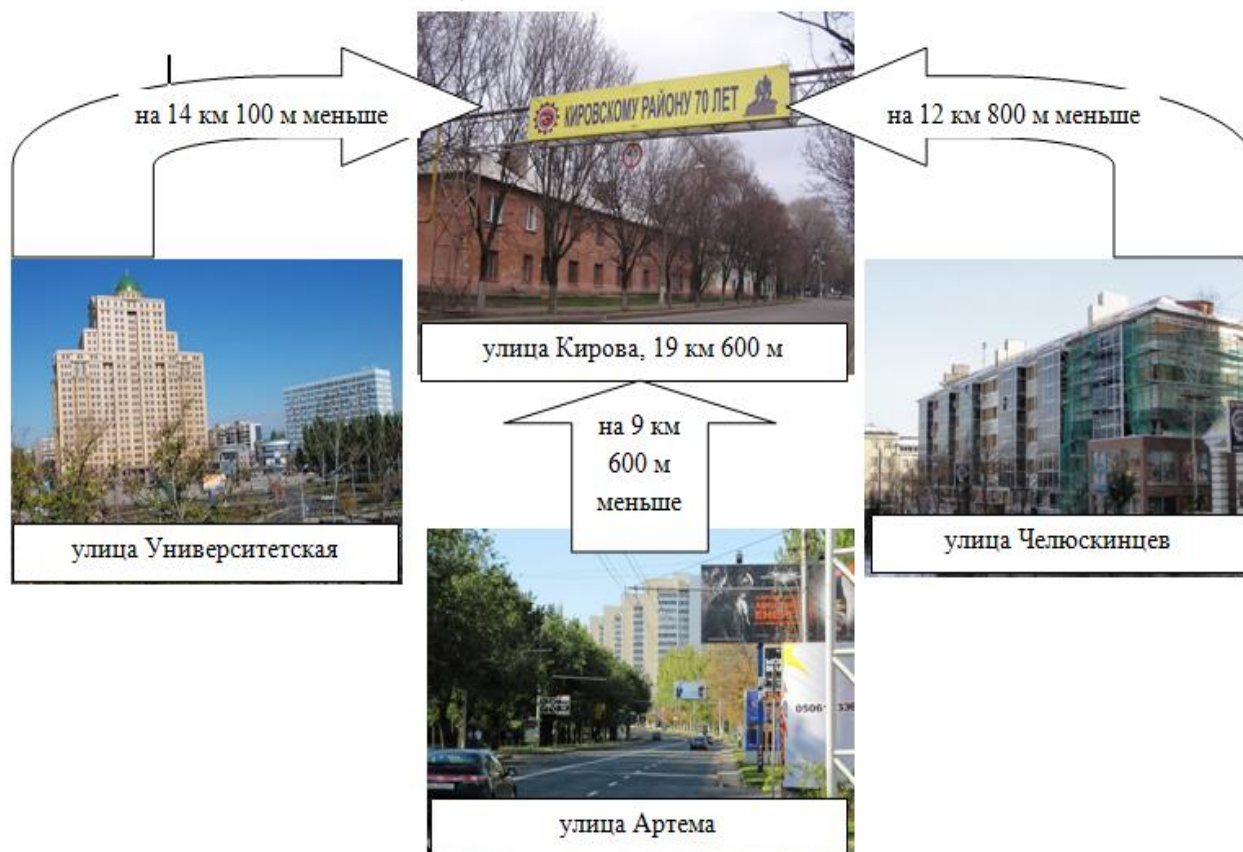 КИРОВСКОМУ РАЙОНУ 70 ЛЕТ
на 14 км 100 м меньше
на 12 км 800 м меньше
улица Кирова, 19 км 600 м
на 9 км
600 м
меньше
улица Университетская
улица Челюскинцев
улица Артема